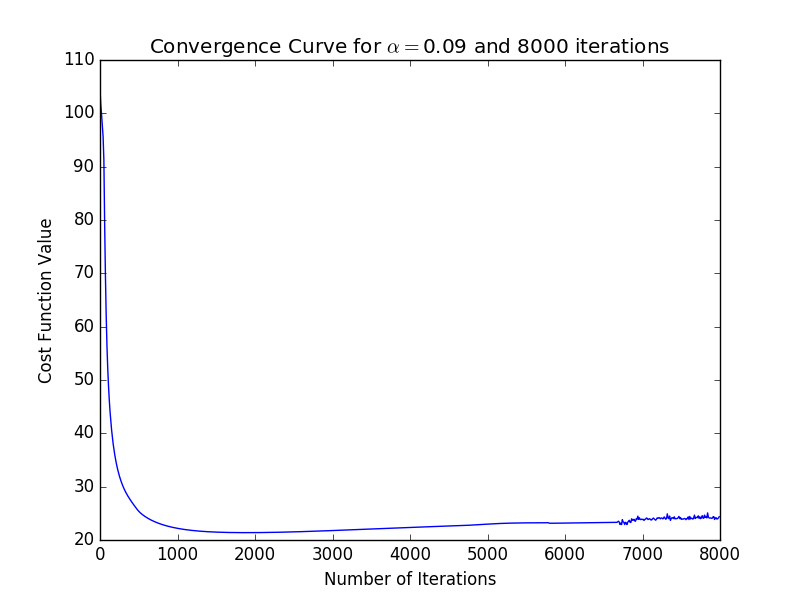 Convergence Curve for α = 0.09 and 8000 iterations
110
100
90
80
70
60
50
40
30
20
Cost Function Value
0 1000 2000 3000 4000 5000 6000 7000 8000
Number of Iterations